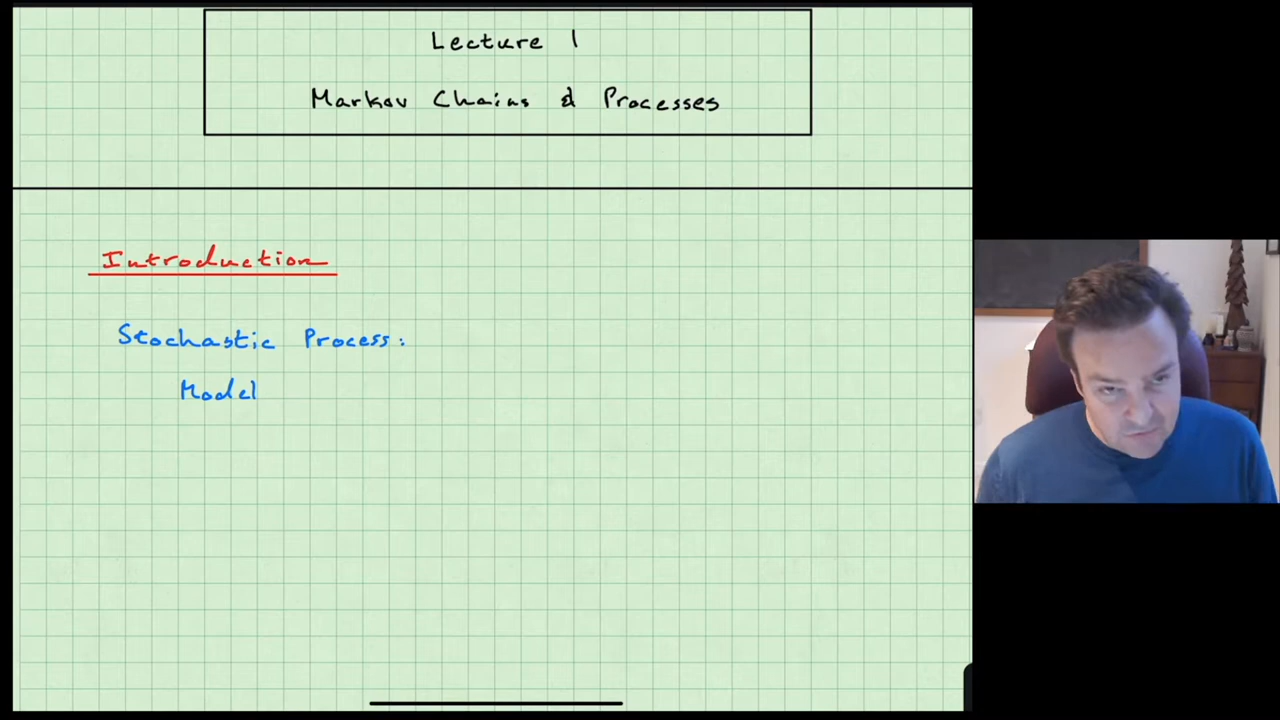 Lecture 1
Markov Chains & Processes
Introduction
Stochastic Process:
Model